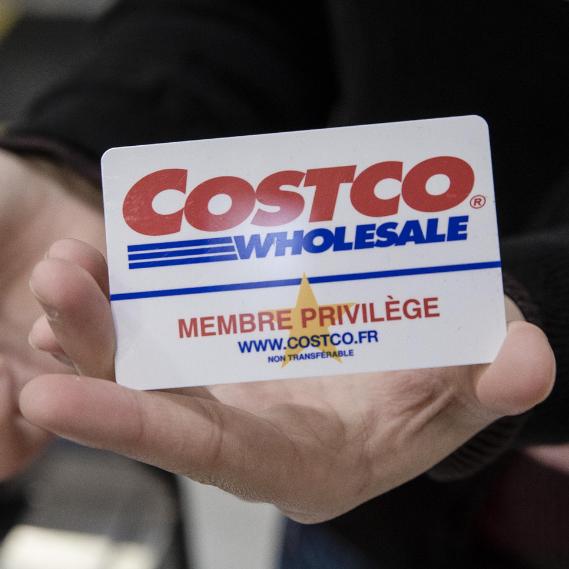 COSTCO®
WHOLESALE
MEMBRE PRIVILÈGE
WWW.COSTCO.FR
NON TRANSFÉRABLE